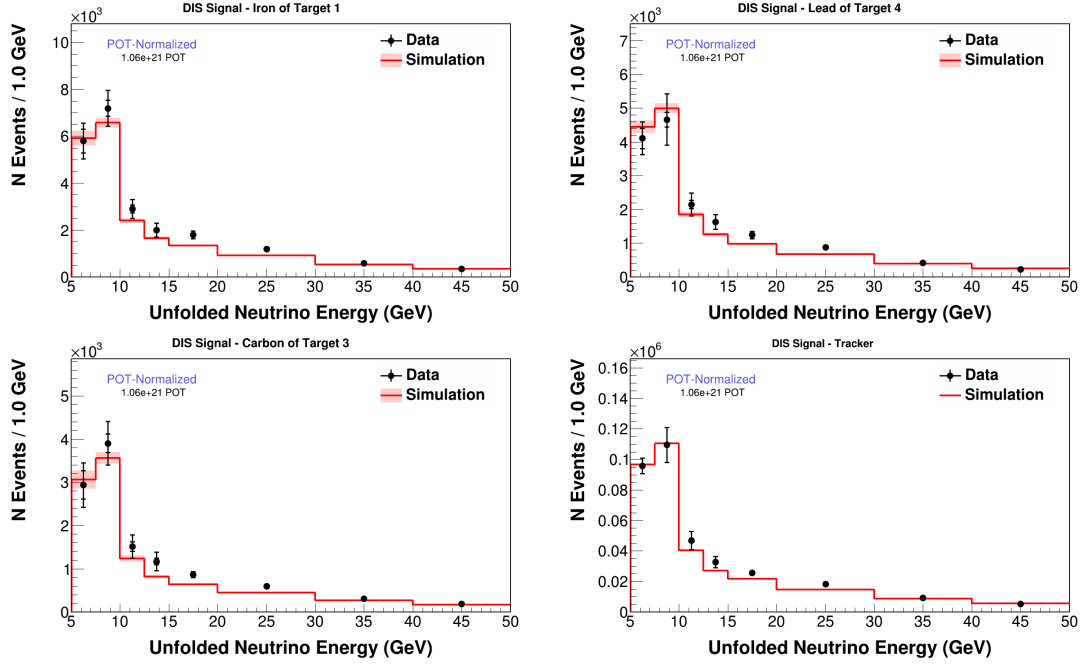 DIS Signal - Iron of Target 1
×10³
N Events / 1.0 GeV
POT-Normalized
1.06e+21 POT
Data
Simulation
10
8
6
4
2
0
5 10 15 20 25 30 35 40 45 50
Unfolded Neutrino Energy (GeV)
DIS Signal - Lead of Target 4
×10³
N Events / 1.0 GeV
POT-Normalized
1.06e+21 POT
Data
Simulation
7
6
5
4
3
2
1
0
5 10 15 20 25 30 35 40 45 50
Unfolded Neutrino Energy (GeV)
DIS Signal - Carbon of Target 3
×10³
N Events / 1.0 GeV
POT-Normalized
1.06e+21 POT
Data
Simulation
5
4
3
2
1
0
5 10 15 20 25 30 35 40 45 50
Unfolded Neutrino Energy (GeV)
DIS Signal - Tracker
×10⁶
N Events / 1.0 GeV
POT-Normalized
1.06e+21 POT
Data
Simulation
0.16
0.14
0.12
0.1
0.08
0.06
0.04
0.02
0
5 10 15 20 25 30 35 40 45 50
Unfolded Neutrino Energy (GeV)